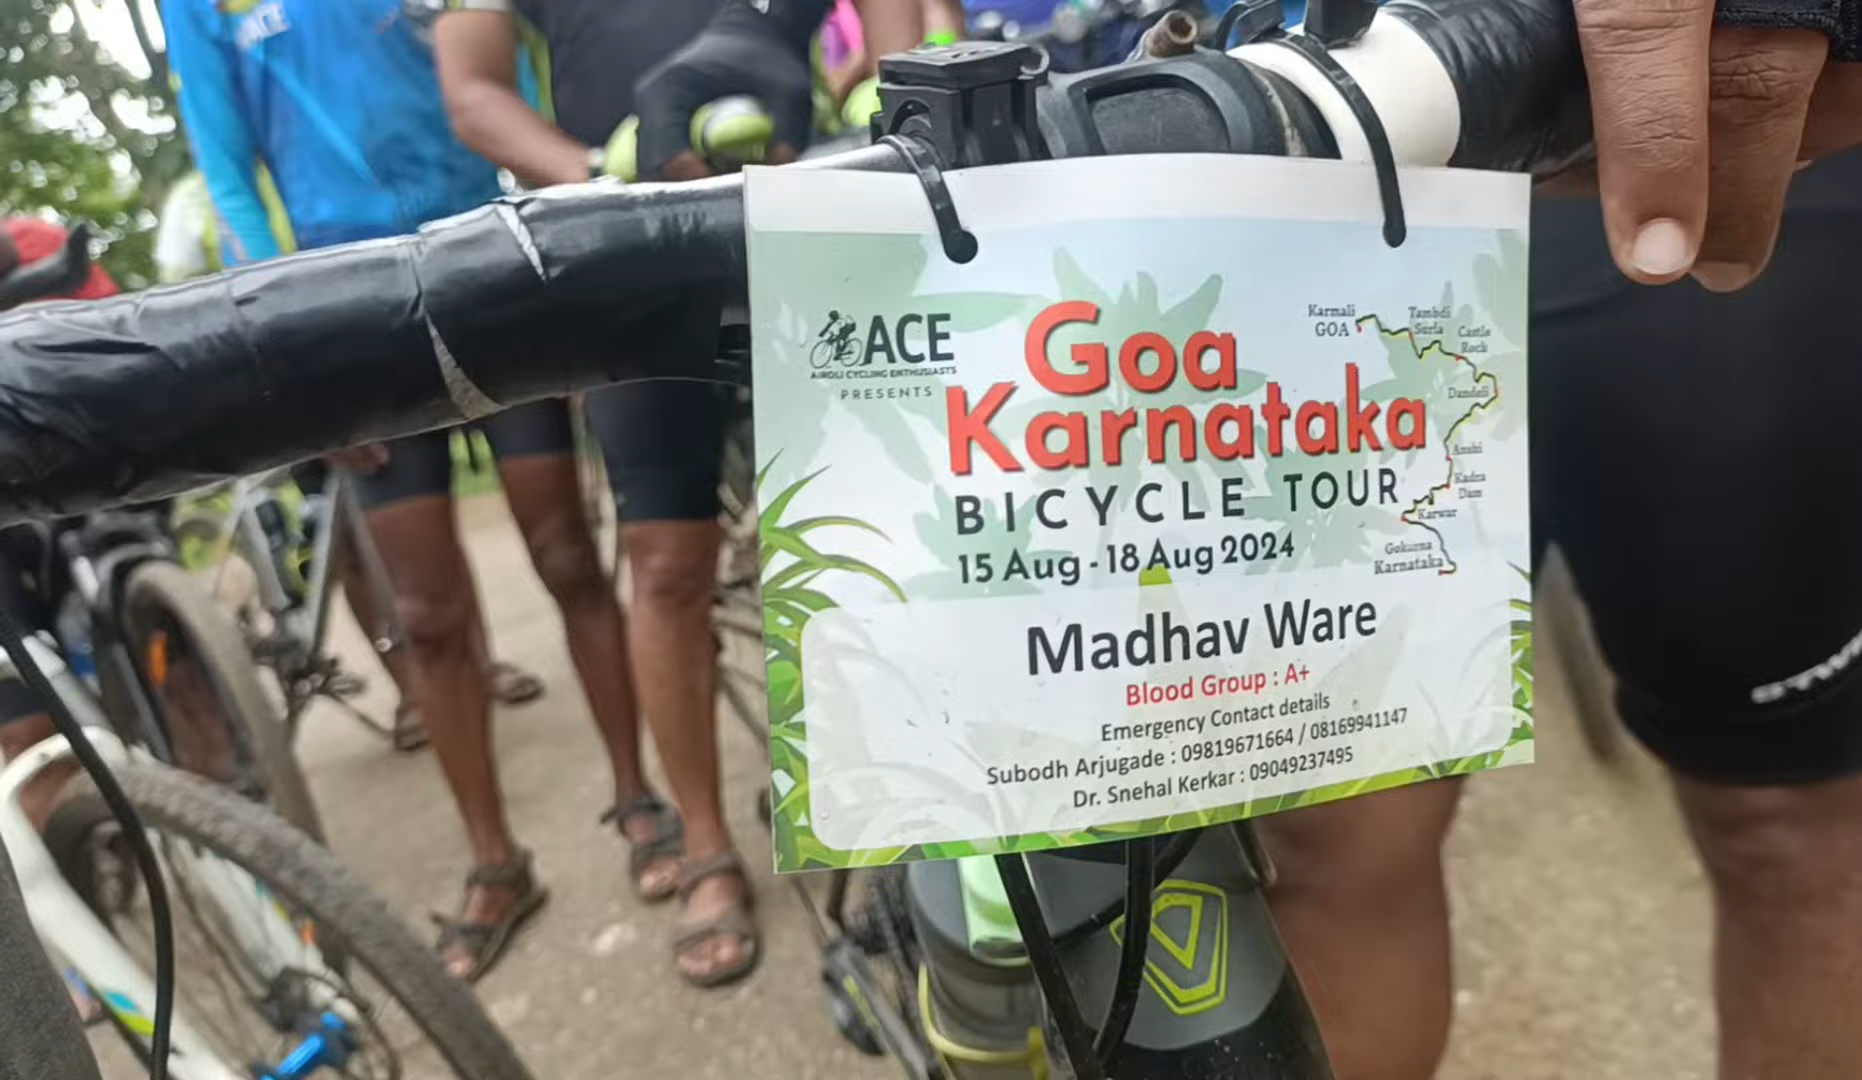 ACE
AIROLI CYCLING ENTHUSIASTS
PRESENTS
Goa
Karnataka
BICYCLE TOUR
15 Aug - 18 Aug 2024
Karmali
GOA
Tambdi
Surla
Castle
Rock
Dandeli
Anshi
Kadra
Dam
Karwar
Gokarna
Karnataka
Madhav Ware
Blood Group : A+
Emergency Contact details
Subodh Arjugade : 09819671664 / 08169941147
Dr. Snehal Kerkar : 09049237495